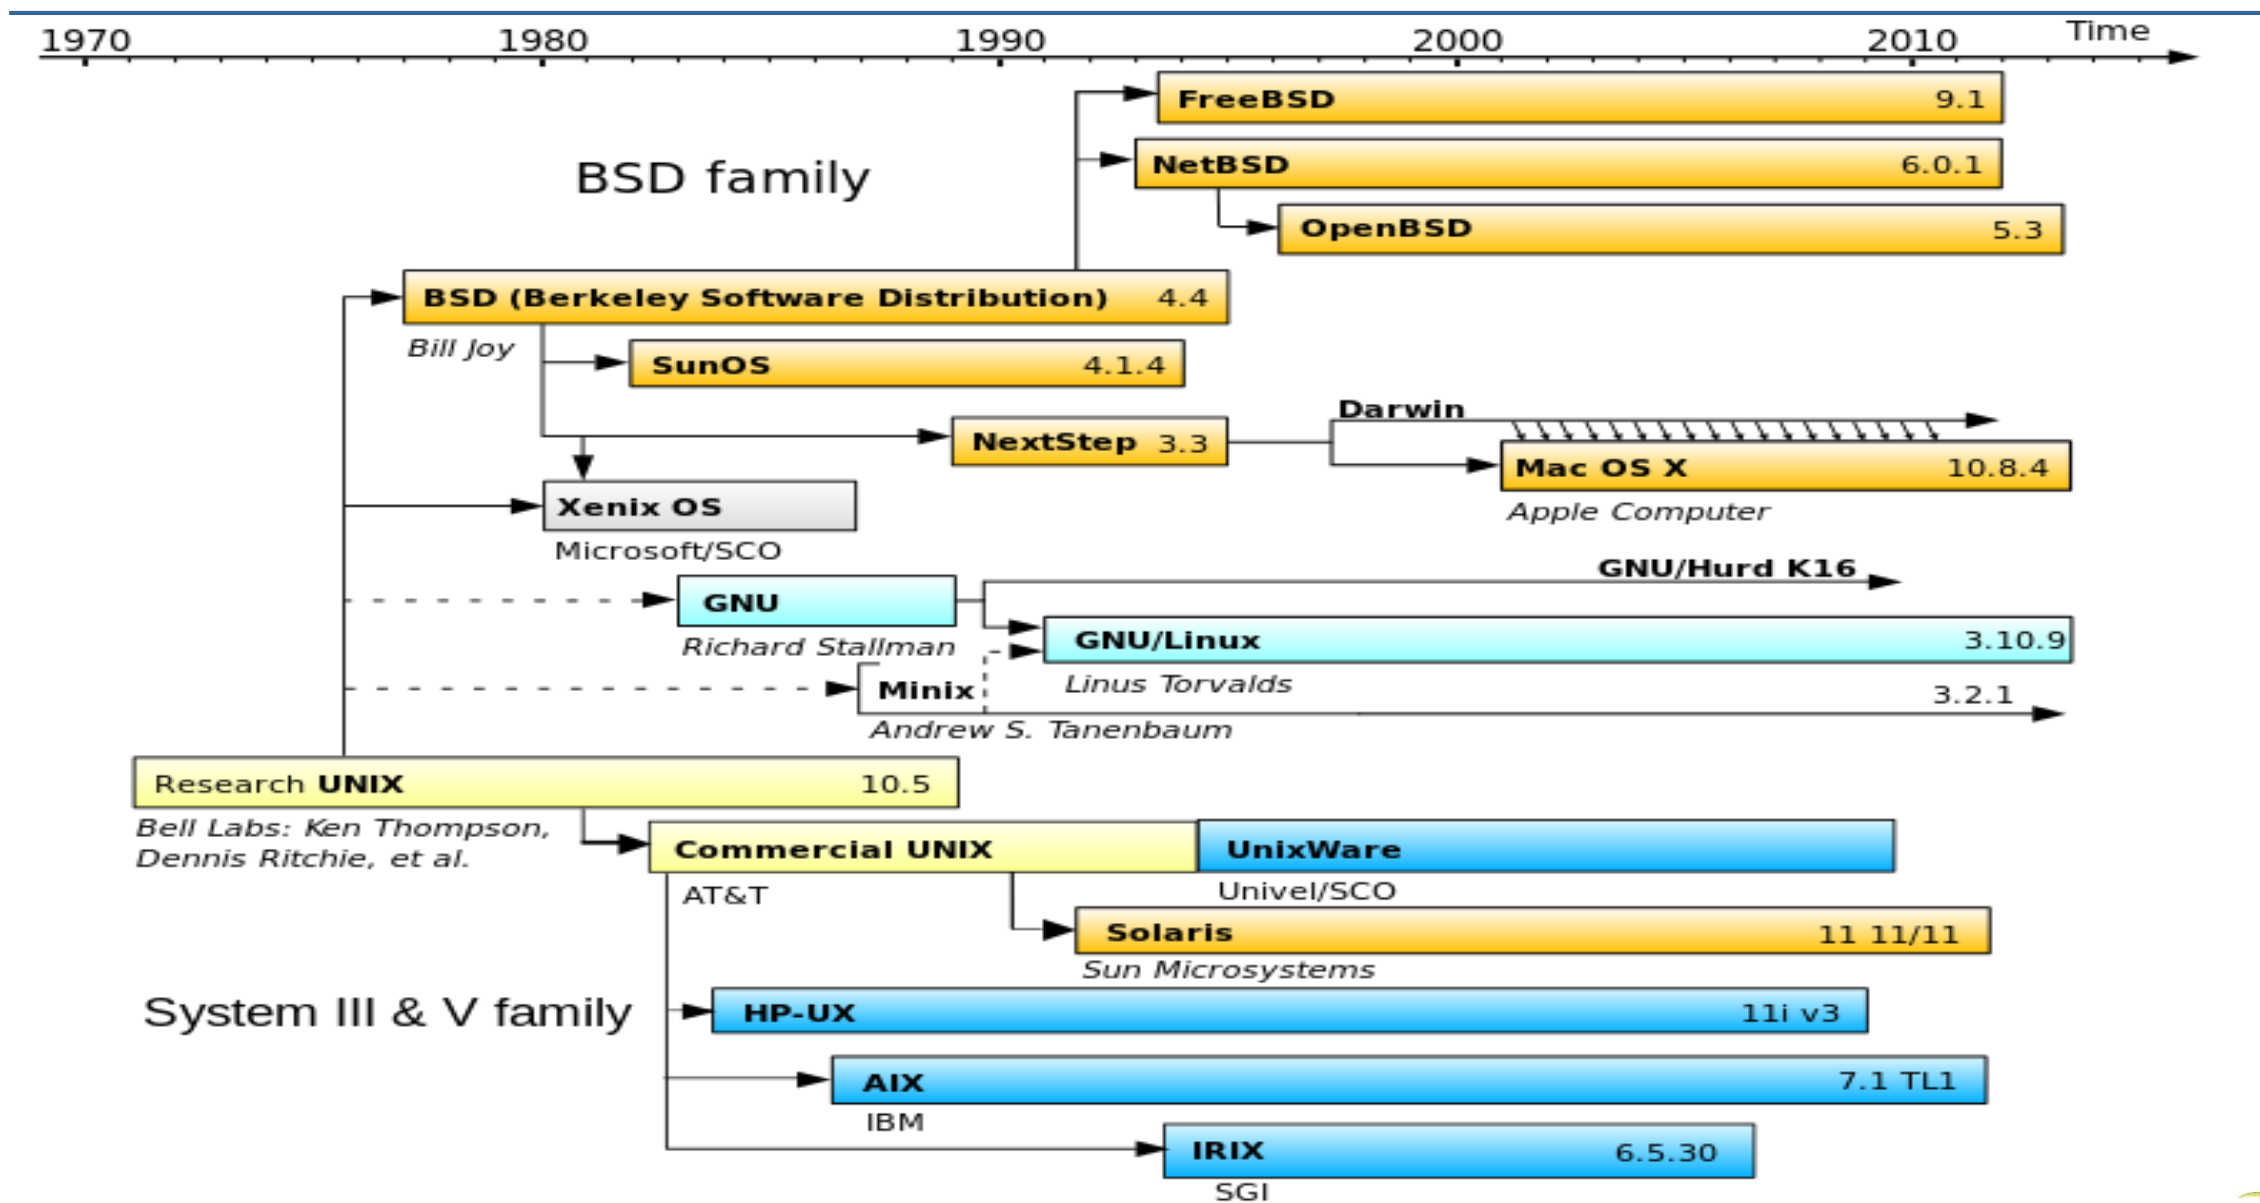 1970 1980 1990 2000 2010 Time
FreeBSD 9.1
BSD family
NetBSD 6.0.1
OpenBSD 5.3
BSD (Berkeley Software Distribution) 4.4
Bill Joy
SunOS 4.1.4
Darwin
NextStep 3.3
Mac OS X 10.8.4
Apple Computer
Xenix OS
Microsoft/SCO
GNU/Hurd K16
GNU
Richard Stallman
GNU/Linux 3.10.9
Linus Torvalds
Minix 3.2.1
Andrew S. Tanenbaum
Research UNIX 10.5
Bell Labs: Ken Thompson,
Dennis Ritchie, et al.
Commercial UNIX
AT&T
UnixWare
Univel/SCO
Solaris 11 11/11
Sun Microsystems
System III & V family
HP-UX 11i v3
AIX 7.1 TL1
IBM
IRIX 6.5.30
SGI